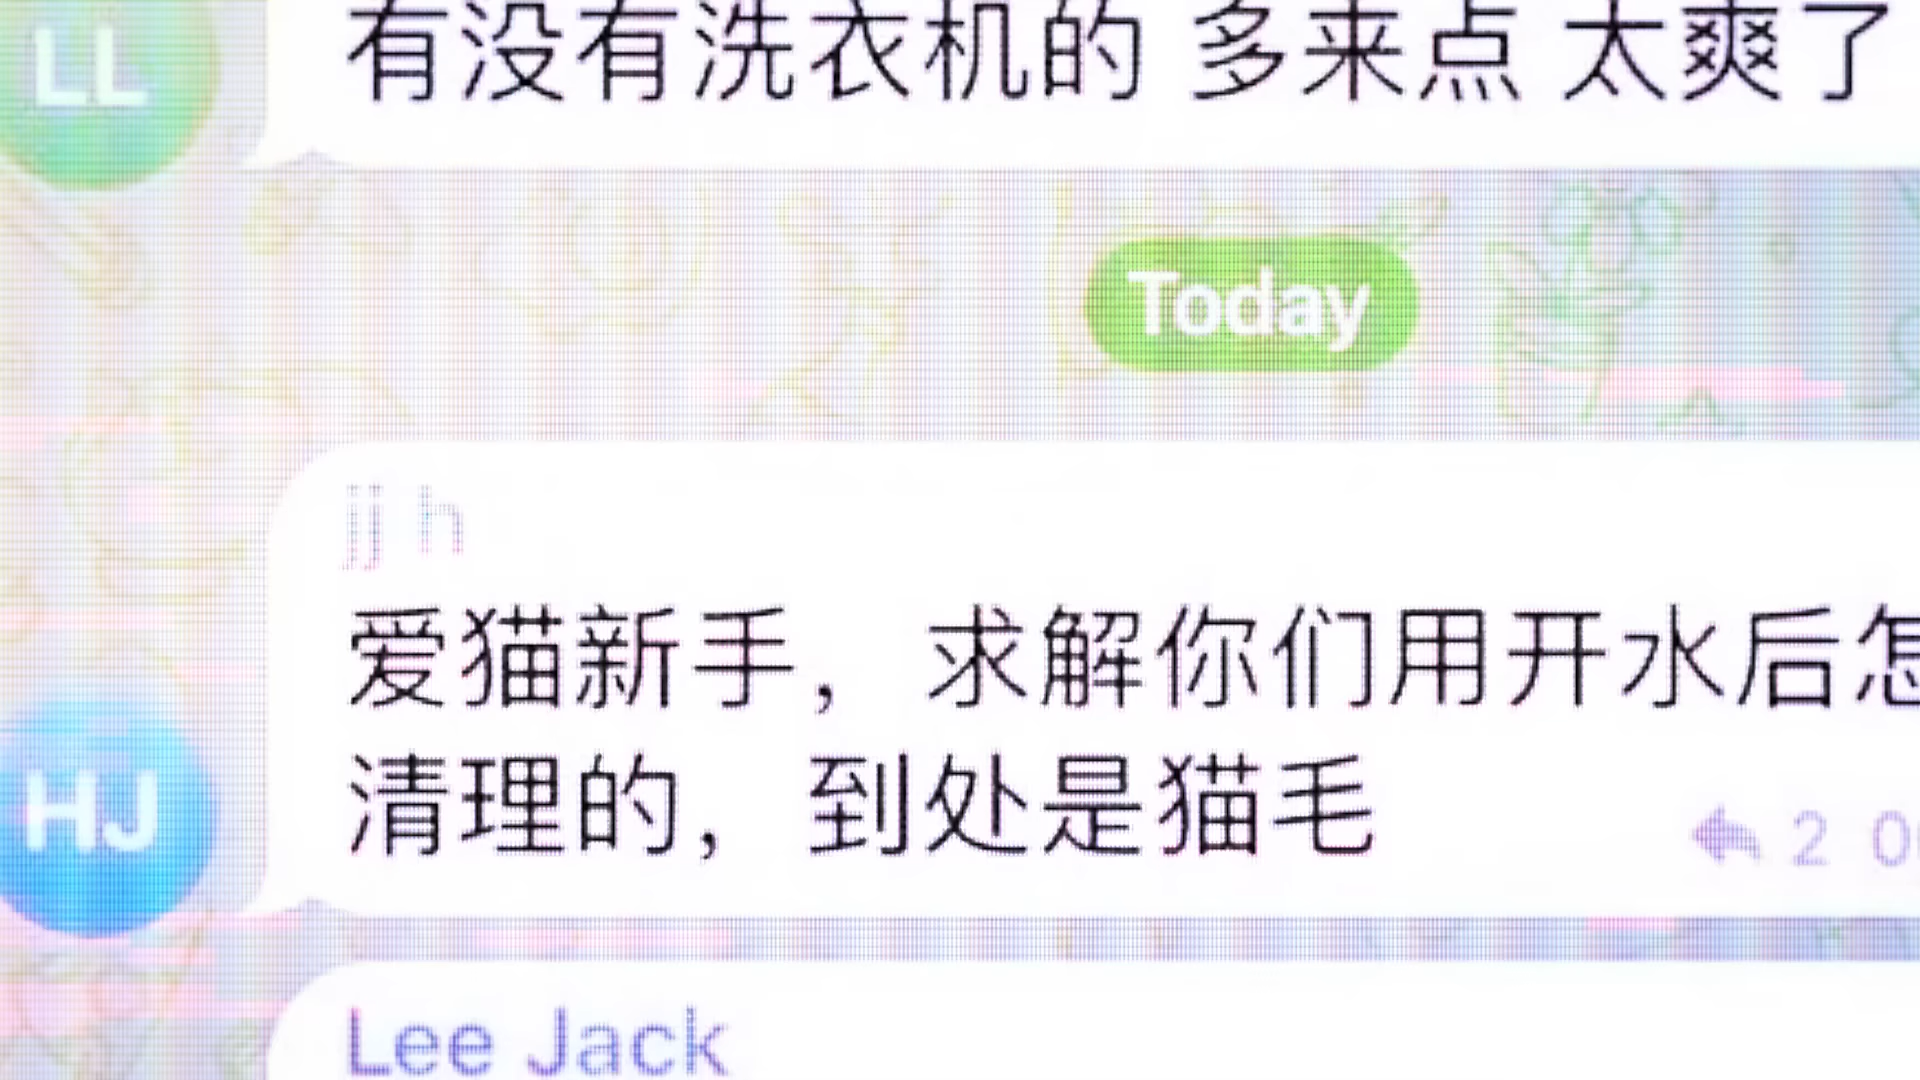 LL
有没有洗衣机的 多来点 太爽了
Today
jj h
爱猫新手，求解你们用开水后怎
HJ
清理的，到处是猫毛
2
Lee Jack